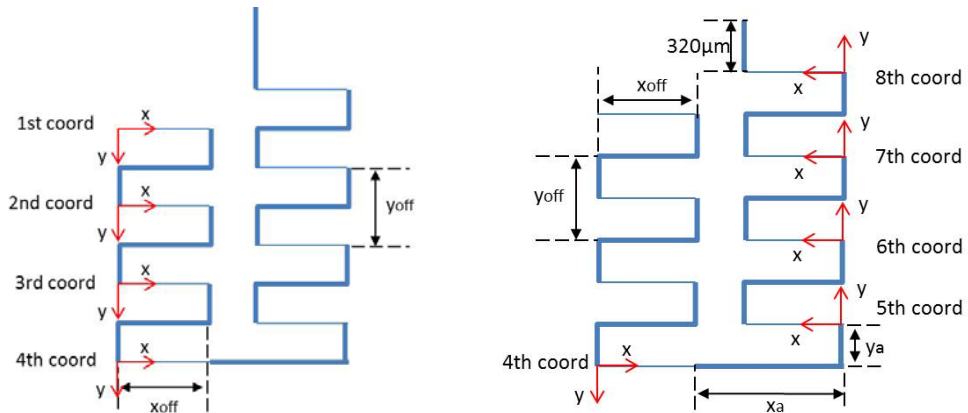 1st coord
x
y
2nd coord
x
y
3rd coord
x
y
4th coord
x
y
xoff
yoff
320μm
xoff
yoff
4th coord
x
y
xa
ya
y
8th coord
x
y
7th coord
x
y
6th coord
x
y
5th coord
x